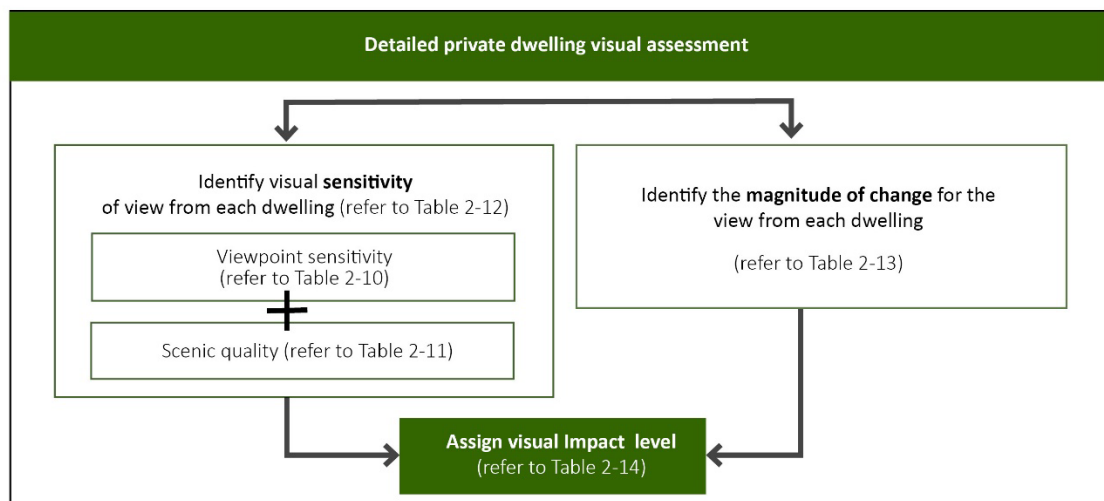 Detailed private dwelling visual assessment
Identify visual sensitivity
of view from each dwelling (refer to Table 2-12)
Viewpoint sensitivity
(refer to Table 2-10)
Scenic quality (refer to Table 2-11)
Identify the magnitude of change for the
view from each dwelling
(refer to Table 2-13)
Assign visual Impact level
(refer to Table 2-14)